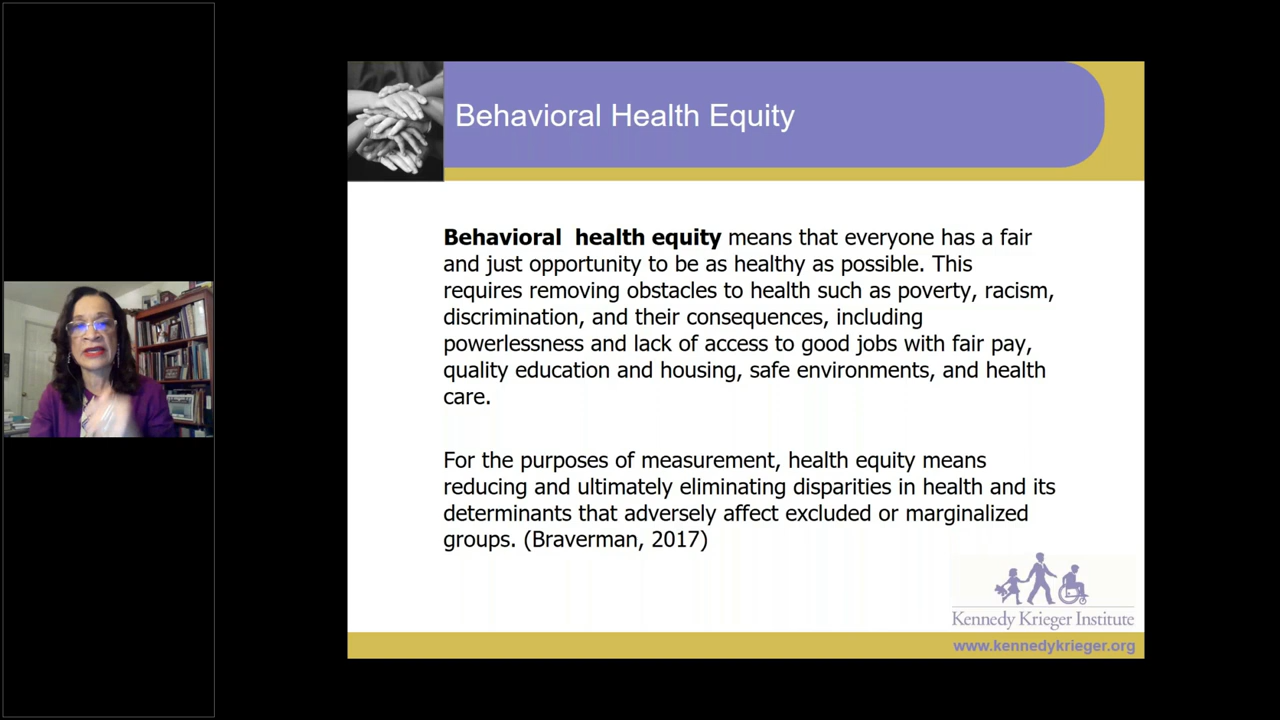 Behavioral Health Equity
Behavioral health equity means that everyone has a fair
and just opportunity to be as healthy as possible. This
requires removing obstacles to health such as poverty, racism,
discrimination, and their consequences, including
powerlessness and lack of access to good jobs with fair pay,
quality education and housing, safe environments, and health
care.
For the purposes of measurement, health equity means
reducing and ultimately eliminating disparities in health and its
determinants that adversely affect excluded or marginalized
groups. (Braverman, 2017)
Kennedy Krieger Institute
www.kennedykrieger.org